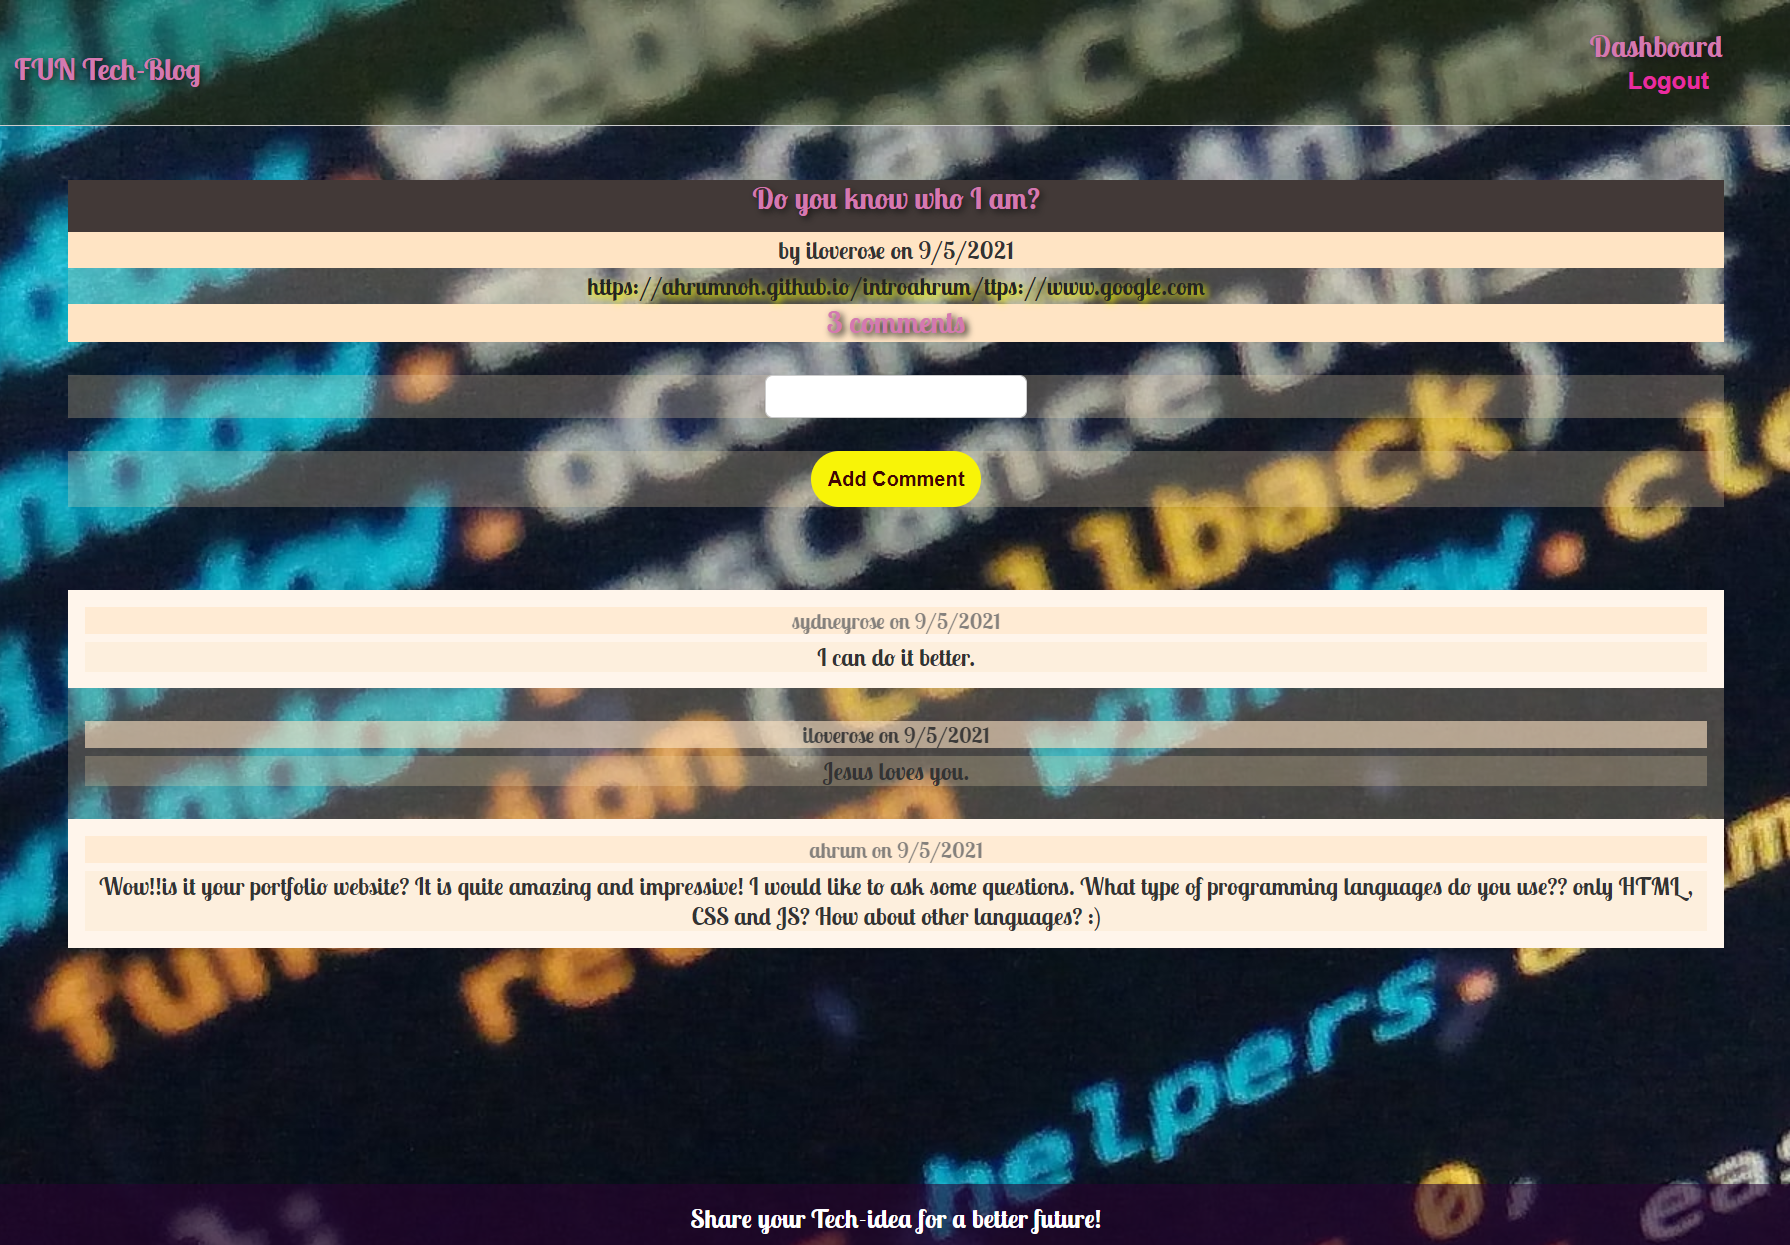 FUN Tech-Blog
Dashboard
Logout
Do you know who I am?
by iloverose on 9/5/2021
https://ahrumnoh.github.io/introahrum/ttps://www.google.com
3 comments
Add Comment
sydneyrose on 9/5/2021
I can do it better.
iloverose on 9/5/2021
Jesus loves you.
ahrum on 9/5/2021
Wow!!is it your portfolio website? It is quite amazing and impressive! I would like to ask some questions. What type of programming languages do you use?? only HTML,
CSS and JS? How about other languages? :)
helpers.
Share your Tech-idea for a better future!